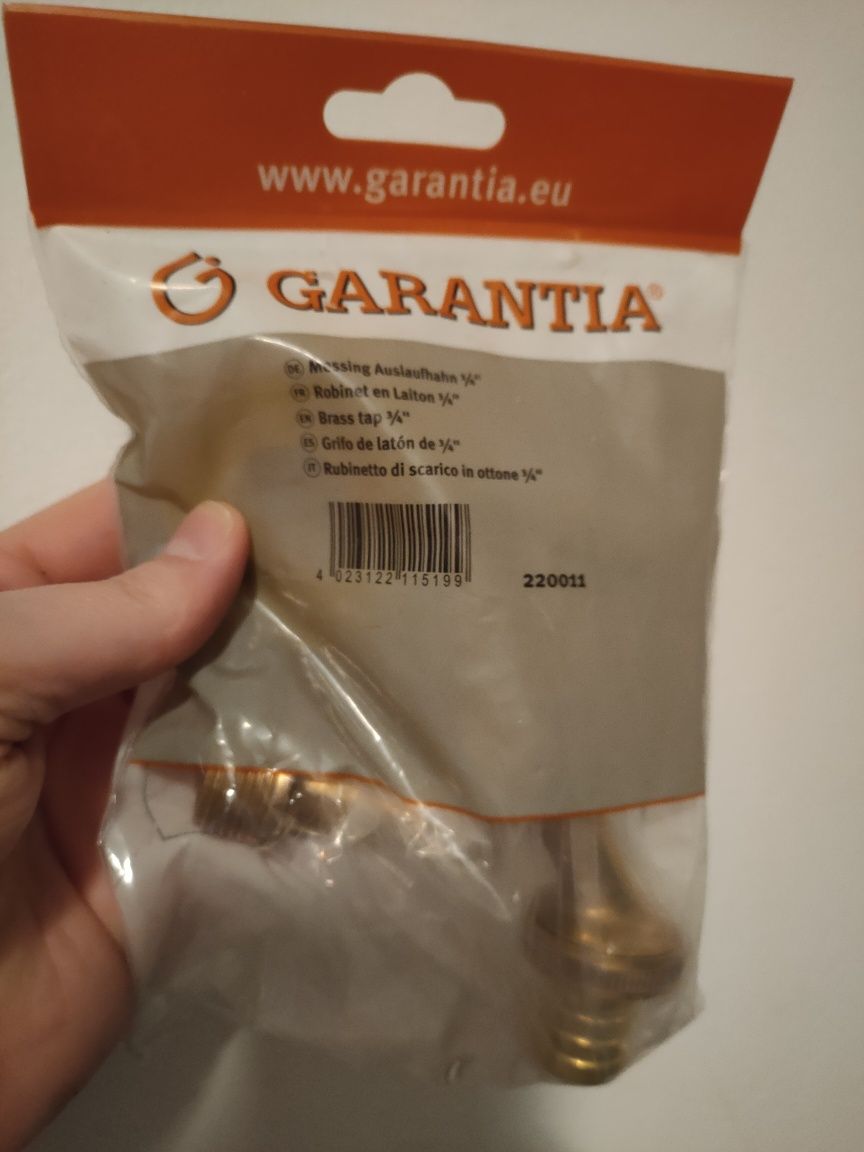 www.garantia.eu
GARANTIA®
DE Messing Auslaufhahn ¾"
FR Robinet en Laiton ¾"
EN Brass tap ¾"
ES Grifo de latón de ¾"
IT Rubinetto di scarico in ottone ¾"
4 023122 115199
220011